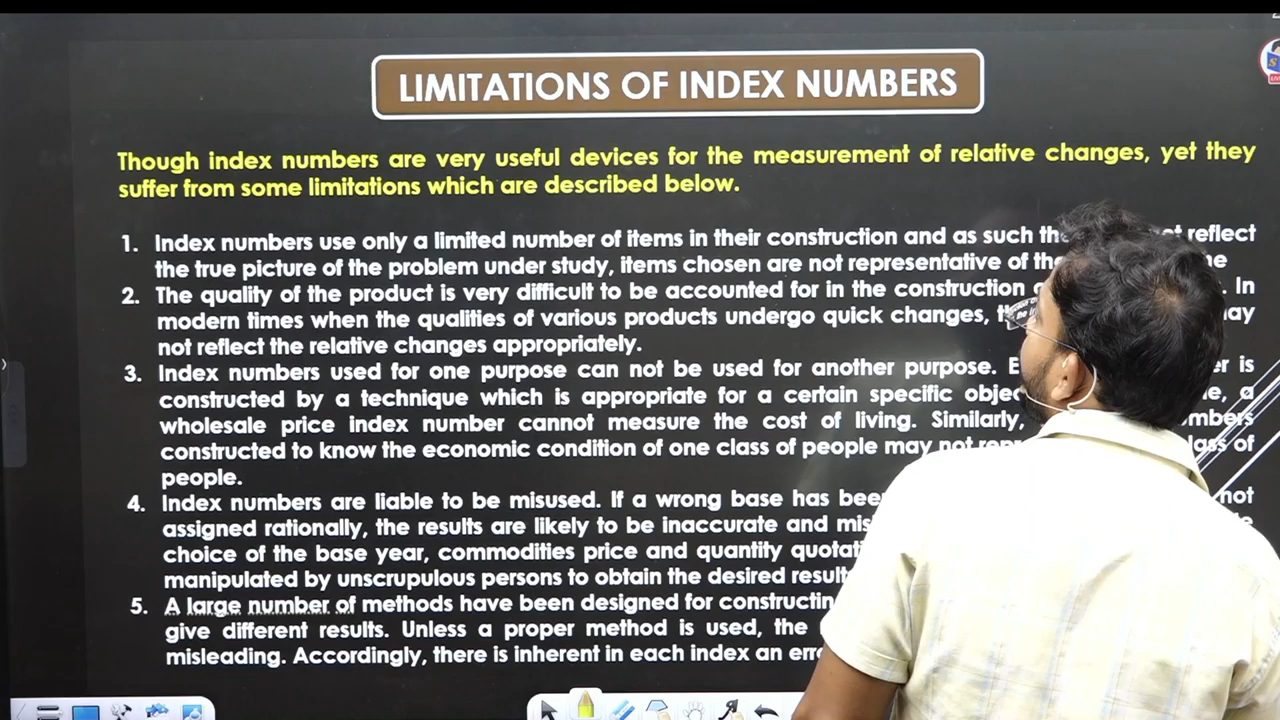 LIMITATIONS OF INDEX NUMBERS
Though index numbers are very useful devices for the measurement of relative changes, yet they
suffer from some limitations which are described below.
1. Index numbers use only a limited number of items in their construction and as such reflect
the true picture of the problem under study, items chosen are not representative of
2. The quality of the product is very difficult to be accounted for in the construction In
modern times when the qualities of various products undergo quick changes,
not reflect the relative changes appropriately.
3. Index numbers used for one purpose can not be used for another purpose. is
constructed by a technique which is appropriate for a certain specific a
wholesale price index number cannot measure the cost of living. Similarly,
constructed to know the economic condition of one class of people may not of
people.
4. Index numbers are liable to be misused. If a wrong base has not
assigned rationally, the results are likely to be inaccurate and
choice of the base year, commodities price and quantity
manipulated by unscrupulous persons to obtain the desired
5. A large number of methods have been designed for
give different results. Unless a proper method is used, the
misleading. Accordingly, there is inherent in each index an